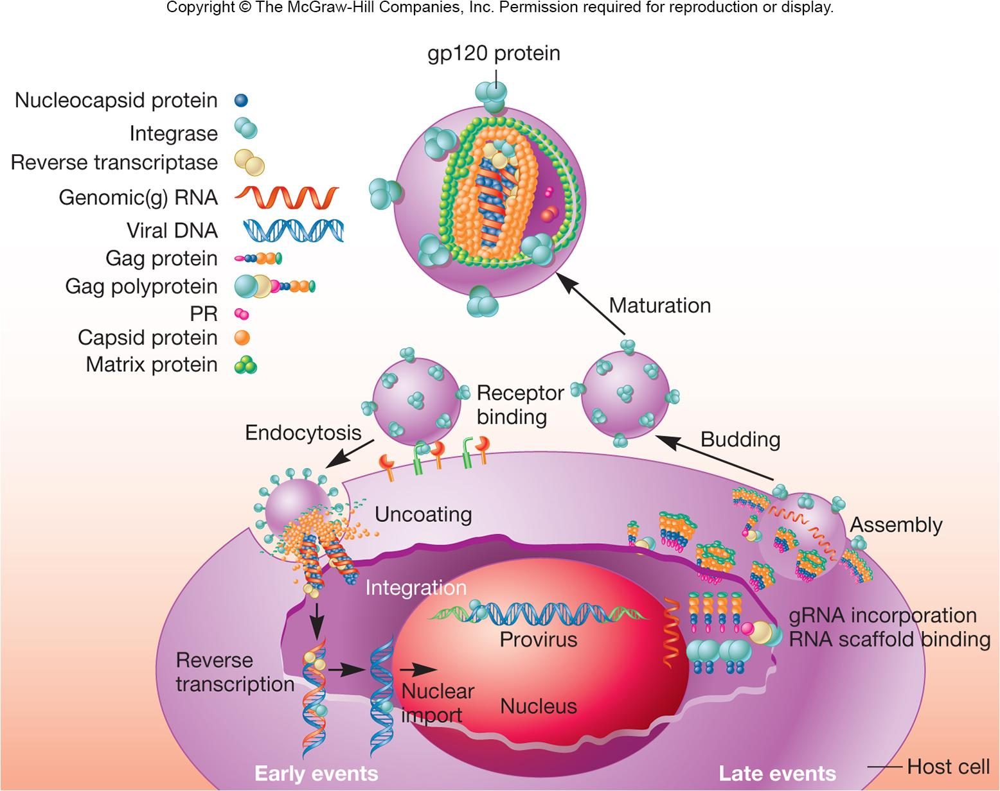 Copyright © The McGraw-Hill Companies, Inc. Permission required for reproduction or display.
gp120 protein
Nucleocapsid protein
Integrase
Reverse transcriptase
Genomic(g) RNA
Viral DNA
Gag protein
Gag polyprotein
PR
Capsid protein
Matrix protein
Maturation
Receptor
binding
Endocytosis
Budding
Uncoating
Assembly
Integration
gRNA incorporation
RNA scaffold binding
Provirus
Reverse
transcription
Nuclear
import
Nucleus
Early events
Late events
Host cell